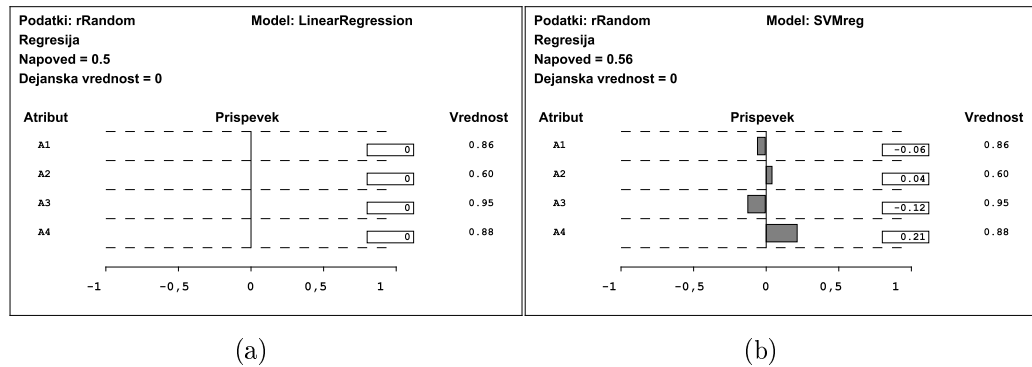 Podatki: rRandom Model: LinearRegression
Regresija
Napoved = 0.5
Dejanska vrednost = 0
Atribut Prispevek Vrednost
A1 0 0.86
A2 0 0.60
A3 0 0.95
A4 0 0.88
-1 -0,5 0 0,5 1
(a)
Podatki: rRandom Model: SVMreg
Regresija
Napoved = 0.56
Dejanska vrednost = 0
Atribut Prispevek Vrednost
A1 -0.06 0.86
A2 0.04 0.60
A3 -0.12 0.95
A4 0.21 0.88
-1 -0,5 0 0,5 1
(b)